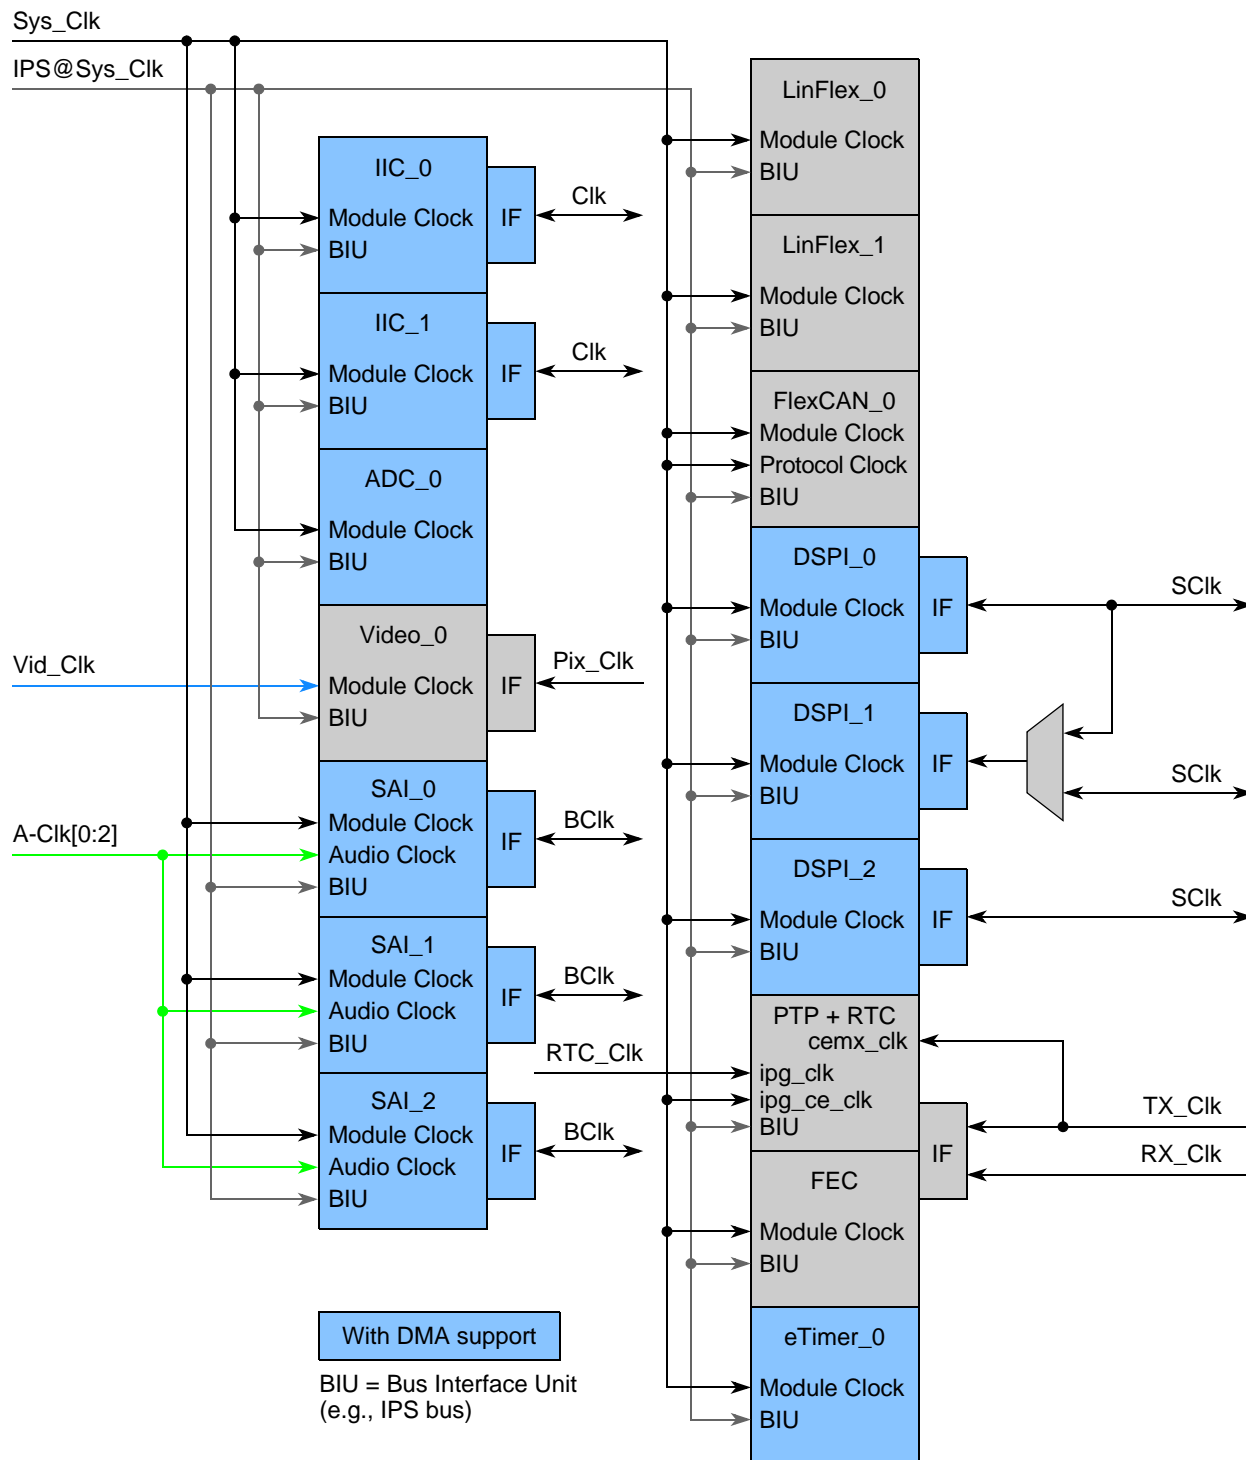 Sys_Clk
IPS@Sys_Clk
IIC_0
Module Clock
BIU
IF
Clk
IIC_1
Module Clock
BIU
IF
Clk
ADC_0
Module Clock
BIU
Vid_Clk
Video_0
Module Clock
BIU
IF
Pix_Clk
A-Clk[0:2]
SAI_0
Module Clock
Audio Clock
BIU
IF
BClk
SAI_1
Module Clock
Audio Clock
BIU
IF
BClk
SAI_2
Module Clock
Audio Clock
BIU
IF
BClk
With DMA support
BIU = Bus Interface Unit
(e.g., IPS bus)
LinFlex_0
Module Clock
BIU
LinFlex_1
Module Clock
BIU
FlexCAN_0
Module Clock
Protocol Clock
BIU
DSPI_0
Module Clock
BIU
IF
SClk
DSPI_1
Module Clock
BIU
IF
SClk
DSPI_2
Module Clock
BIU
IF
SClk
RTC_Clk
PTP + RTC
cemx_clk
ipg_clk
ipg_ce_clk
BIU
IF
TX_Clk
RX_Clk
FEC
Module Clock
BIU
eTimer_0
Module Clock
BIU